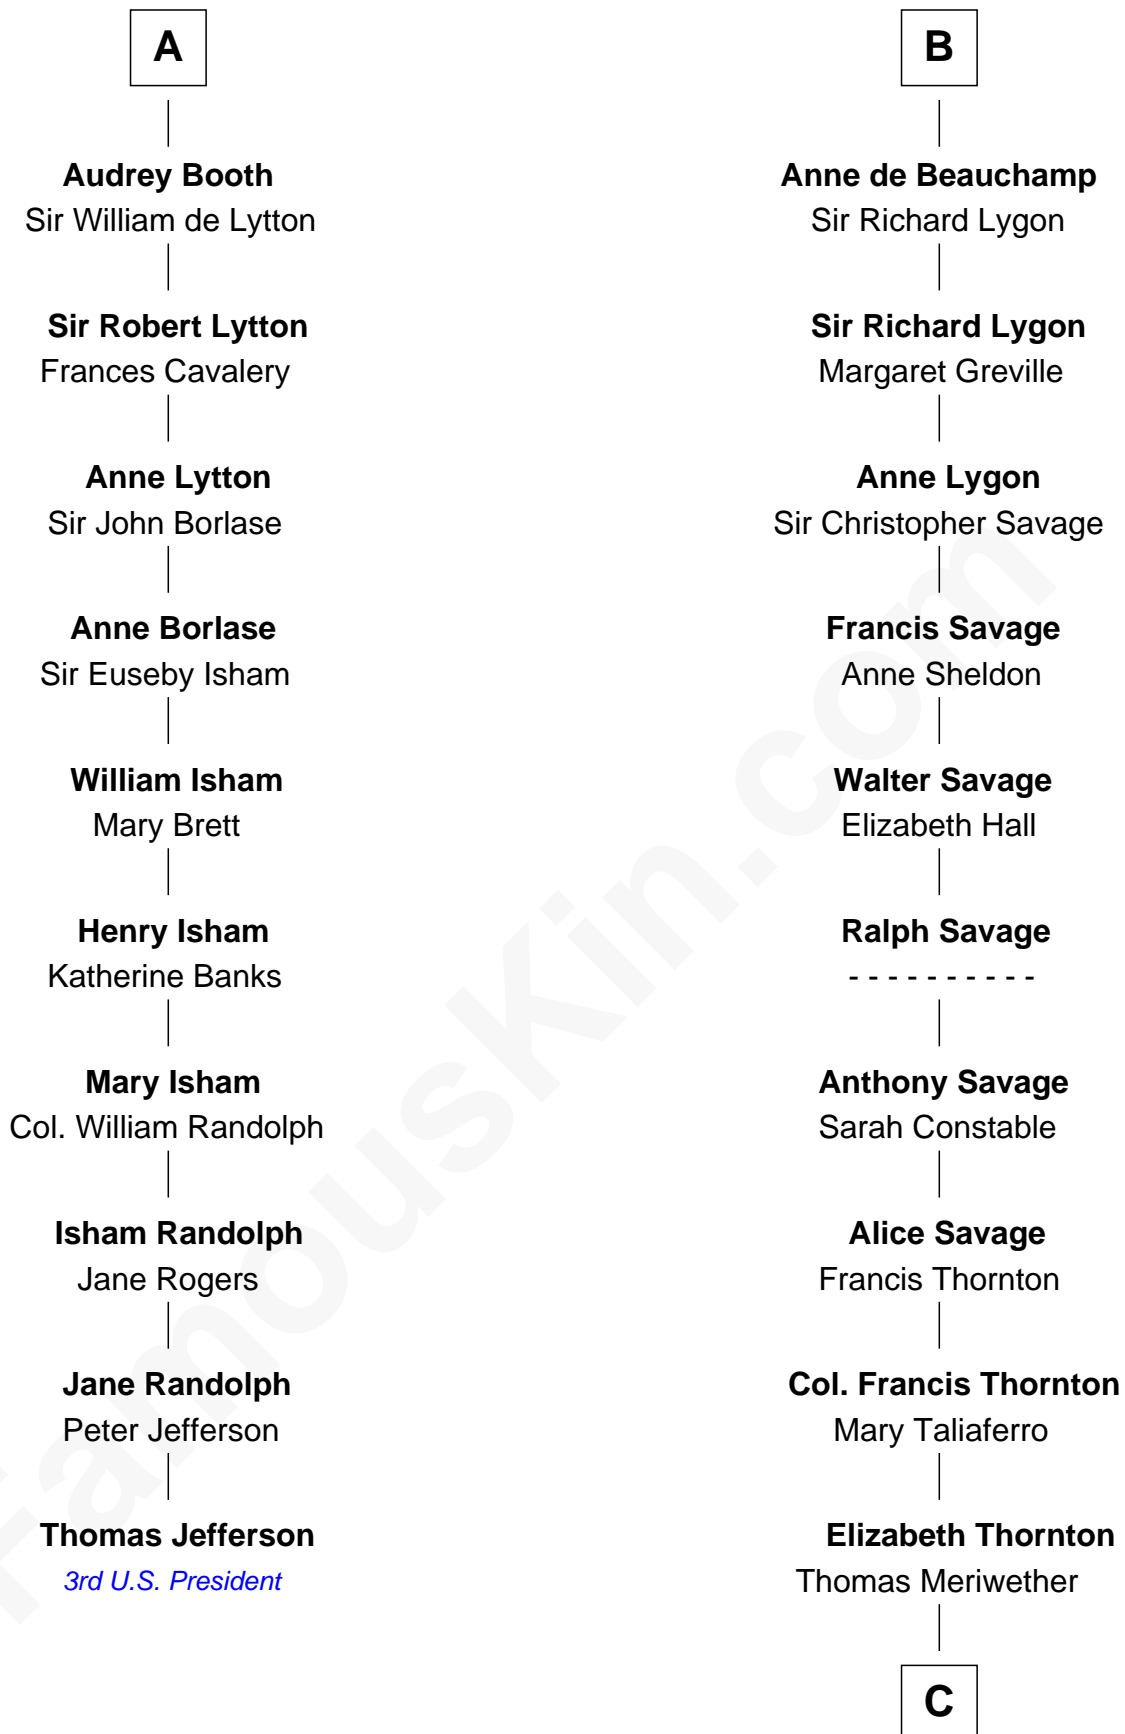 A
Audrey Booth
Sir William de Lytton
Sir Robert Lytton
Frances Cavalery
Anne Lytton
Sir John Borlase
Anne Borlase
Sir Euseby Isham
William Isham
Mary Brett
Henry Isham
Katherine Banks
Mary Isham
Col. William Randolph
Isham Randolph
Jane Rogers
Jane Randolph
Peter Jefferson
Thomas Jefferson
3rd U.S. President
B
Anne de Beauchamp
Sir Richard Lygon
Sir Richard Lygon
Margaret Greville
Anne Lygon
Sir Christopher Savage
Francis Savage
Anne Sheldon
Walter Savage
Elizabeth Hall
Ralph Savage
- - - - - - - - - -
Anthony Savage
Sarah Constable
Alice Savage
Francis Thornton
Col. Francis Thornton
Mary Taliaferro
Elizabeth Thornton
Thomas Meriwether
C
FamousKin.com